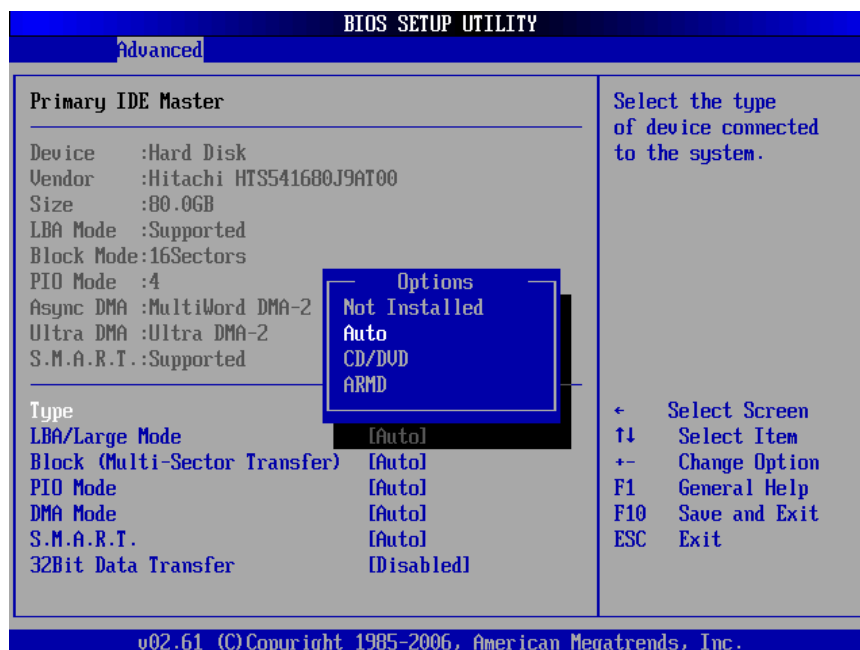 BIOS SETUP UTILITY
Advanced
Primary IDE Master
Device :Hard Disk
Vendor :Hitachi HTS541680J9AT00
Size :80.0GB
LBA Mode :Supported
Block Mode:16Sectors
PIO Mode :4
Async DMA :MultiWord DMA-2
Ultra DMA :Ultra DMA-2
S.M.A.R.T.:Supported
Type
LBA/Large Mode [Auto]
Block (Multi-Sector Transfer) [Auto]
PIO Mode [Auto]
DMA Mode [Auto]
S.M.A.R.T. [Auto]
32Bit Data Transfer [Disabled]
Options
Not Installed
Auto
CD/DVD
ARMD
Select the type
of device connected
to the system.
← Select Screen
↑↓ Select Item
+- Change Option
F1 General Help
F10 Save and Exit
ESC Exit
v02.61 (C)Copyright 1985-2006, American Megatrends, Inc.